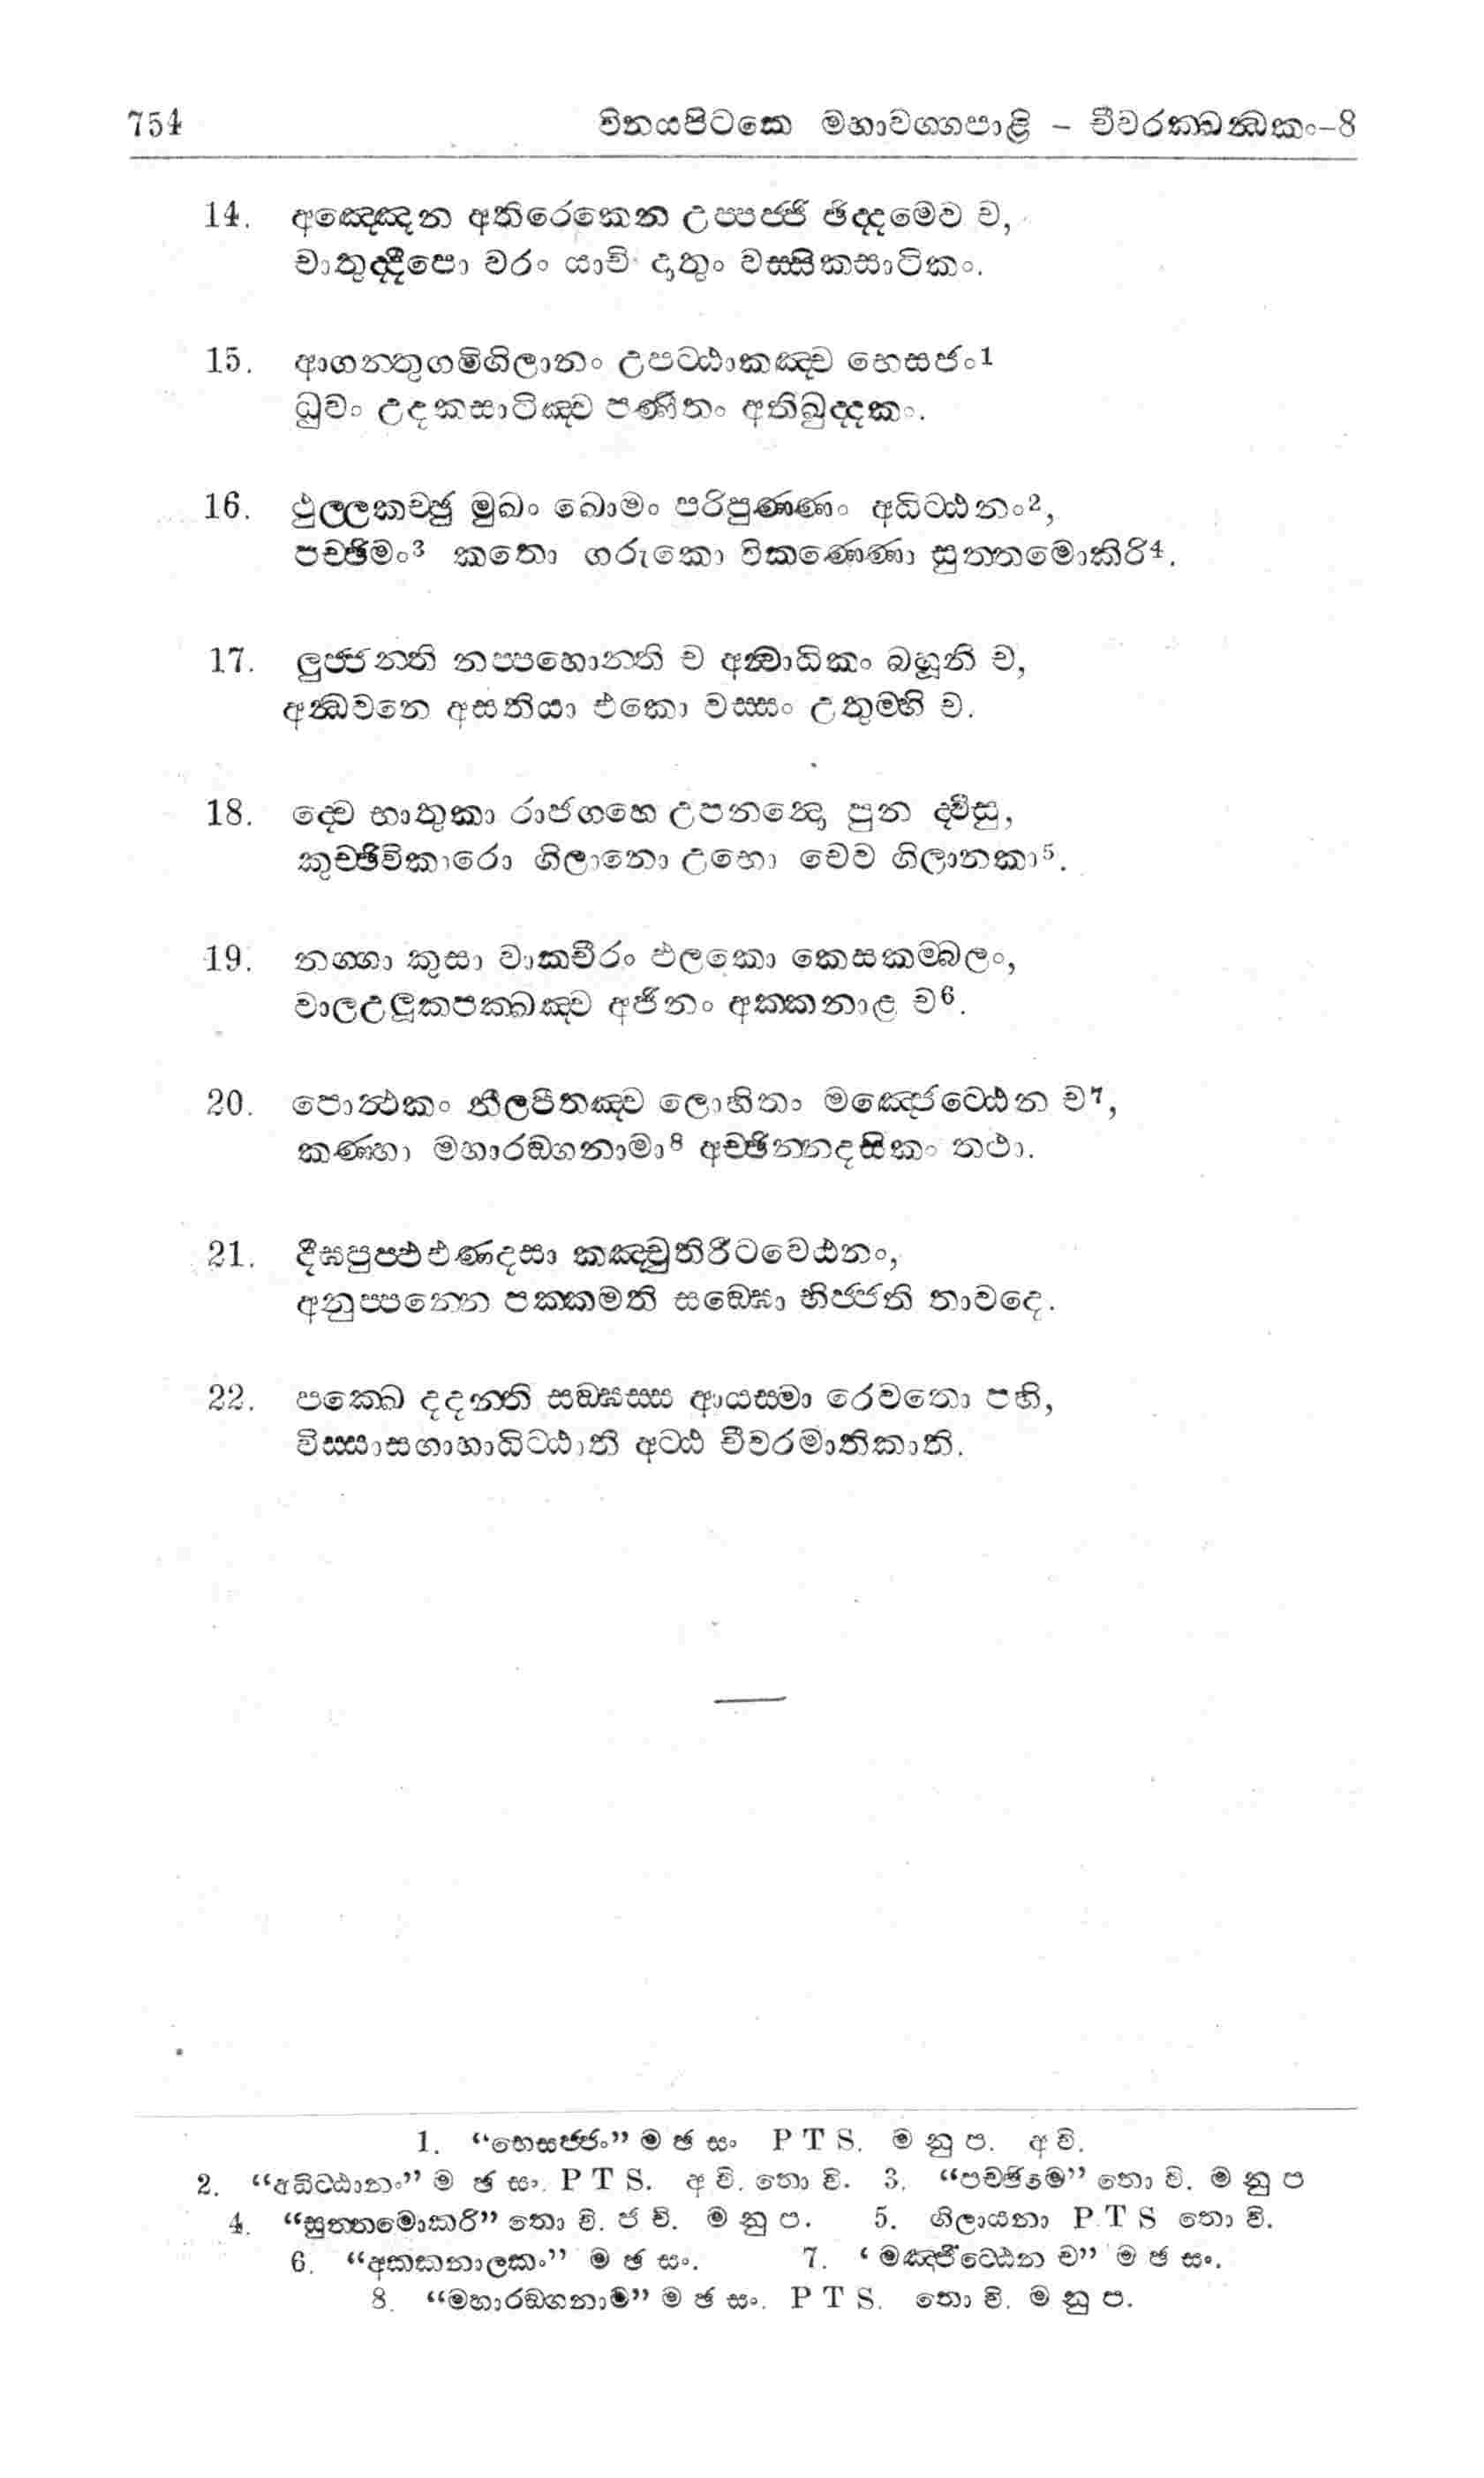 754 විනයපිටකෙ මහාවග්ගපාළි - චීවරක්ඛන්ධකං-8
14. අඤ්ඤෙන අතිරෙකෙන උප්පජ්ජි ඡිද්දමෙව ච,
චාතුද්දීපො වරං යාචි දාතුං වස්සිකසාටිකං.
15. ආගන්තුගමිගිලානං උපට්ඨාකඤ්ච භෙසජං1
ධුවං උදකසාටිඤ්ච පණීතං අතිඛුද්දකං.
16. ථුල්ලකච්ඡු මුඛං ඛොමං පරිපුණ්ණං අධිට්ඨනං2,
පච්ඡිමං3 කතො ගරුකො විකණ්ණො සුත්තමොකිරි4.
17. ලුජ්ජන්ති නප්පහොන්ති ච අන්වාධිකං බහූනි ච,
අන්ධවනෙ අසතියා එකො වස්සං උතුම්හි ච.
18. ද්වෙ භාතුකා රාජගහෙ උපනන්දො පුන ද්වීසු,
කුච්ඡිවිකාරො ගිලානො උභො චෙව ගිලානකා5.
19. නග්ගා කුසා වාකචීරං ඵලකො කෙසකම්බලං,
වාලඋලූකපක්ඛඤ්ච අජිනං අක්කනාළ ච6.
20. පොත්ථකං නීලපීතඤ්ච ලොහිතං මඤ්ජෙට්ඨෙන ච7,
කණ්හා මහාරඞ්ගනාමා8 අච්ඡින්නදසිකං තථා.
21. දීඝපුප්ඵඑණදසා කඤ්චුතිරීටවෙඨනං,
අනුප්පන්නෙ පක්කමති සඞ්ඝො භිජ්ජති තාවදෙ.
22. පක්ඛෙ දදන්ති සඞ්ඝස්ස ආයස්මා රෙවතො පහි,
විස්සාසගාහාධිට්ඨාති අට්ඨ චීවරමාතිකාති.
1. “භෙසජ්ජං” ම ඡ සං P T S. ම නු ප. අ වි.
2. “අධිට්ඨානං” ම ඡ සං. P T S. අ වි. තො වි. 3. “පච්ඡිමෙ” තො වි. ම නු ප
4. “සුත්තමොකරි” තො වි. ජ වි. ම නු ප. 5. ගිලායනා P T S තො වි.
6. “අක්කනාලකං” ම ඡ සං. 7. ‘මඤ්ජිට්ඨෙන ච” ම ඡ සං.
8. “මහාරඞ්ගනාම” ම ඡ සං. P T S. තො වි. ම නු ප.